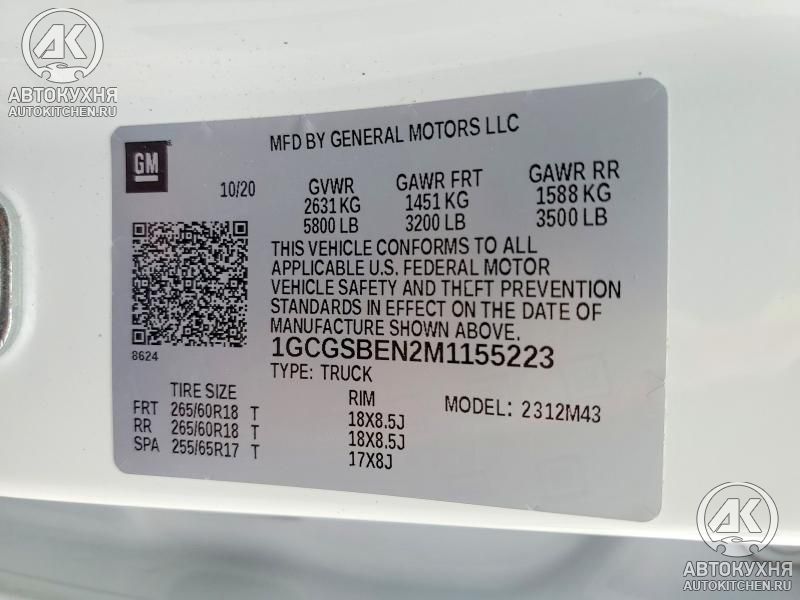 AK
АВТОКУХНЯ
AUTOKITCHEN.RU
MFD BY GENERAL MOTORS LLC
GM
10/20 GVWR GAWR FRT GAWR RR
2631 KG 1451 KG 1588 KG
5800 LB 3200 LB 3500 LB
THIS VEHICLE CONFORMS TO ALL
APPLICABLE U.S. FEDERAL MOTOR
VEHICLE SAFETY AND THEFT PREVENTION
STANDARDS IN EFFECT ON THE DATE OF
MANUFACTURE SHOWN ABOVE.
8624
1GCGSBEN2M1155223
TYPE: TRUCK
TIRE SIZE RIM MODEL: 2312M43
FRT 265/60R18 T 18X8.5J
RR 265/60R18 T 18X8.5J
SPA 255/65R17 T 17X8J
AK
АВТОКУХНЯ
AUTOKITCHEN.RU